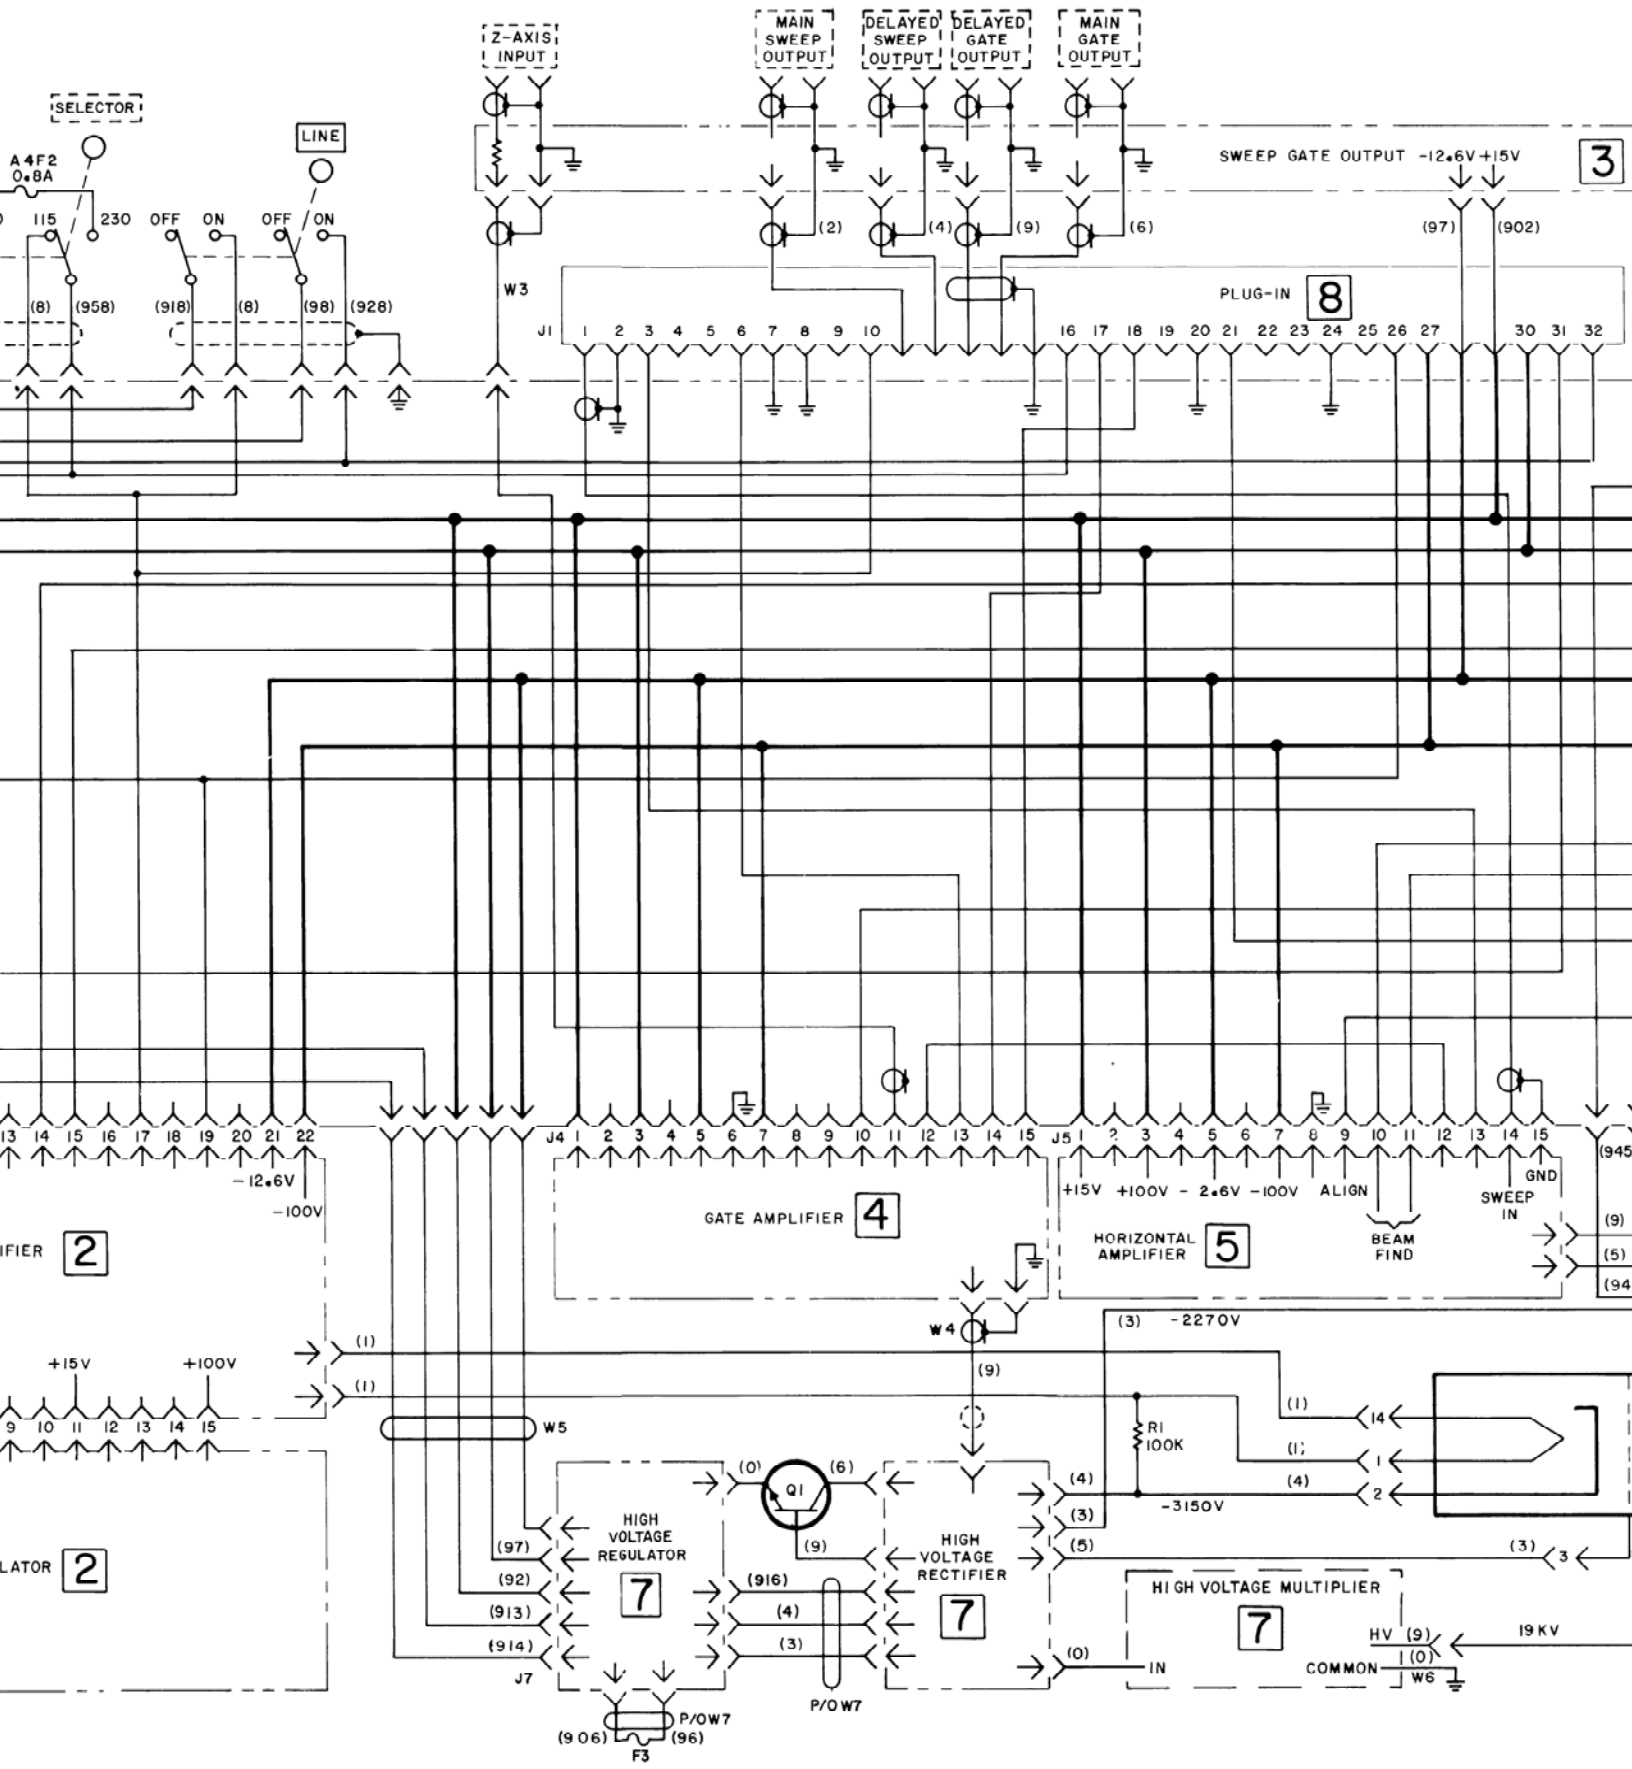 Z-AXIS
INPUT
MAIN
SWEEP
OUTPUT
DELAYED
SWEEP
OUTPUT
DELAYED
GATE
OUTPUT
MAIN
GATE
OUTPUT
SELECTOR
LINE
A4F2
0.8A
SWEEP GATE OUTPUT -12.6V +15V
3
115 230 OFF ON OFF ON
(2) (4) (9) (6) (97) (902)
(8) (958) (918) (8) (98) (928)
W3
PLUG-IN 8
J1 1 2 3 4 5 6 7 8 9 10 16 17 18 19 20 21 22 23 24 25 26 27 30 31 32
13 14 15 16 17 18 19 20 21 22
J4 1 2 3 4 5 6 7 8 9 10 11 12 13 14 15
J5 1 2 3 4 5 6 7 8 9 10 11 12 13 14 15
(945
-12.6V
-100V
+15V +100V - 2.6V -100V ALIGN
GND
SWEEP
IN
BEAM
FIND
IFIER 2
GATE AMPLIFIER 4
HORIZONTAL
AMPLIFIER 5
(9)
(5)
(94
W4
(3) -2270V
(1)
(9)
(1)
+15V +100V
9 10 11 12 13 14 15
W5
R1
100K
(1) 14
(1) 1
(4) 2
(0) Q1 (6)
(4)
-3150V
(3)
(5)
(3) 3
HIGH
VOLTAGE
REGULATOR
7
(97)
(92)
(913)
(914)
J7
(9)
(916)
(4)
(3)
P/O W7
HIGH
VOLTAGE
RECTIFIER
7
LATOR 2
HIGH VOLTAGE MULTIPLIER
7
HV (9) 19KV
(0) IN
COMMON (0)
W6
P/O W7
(906) (96)
F3